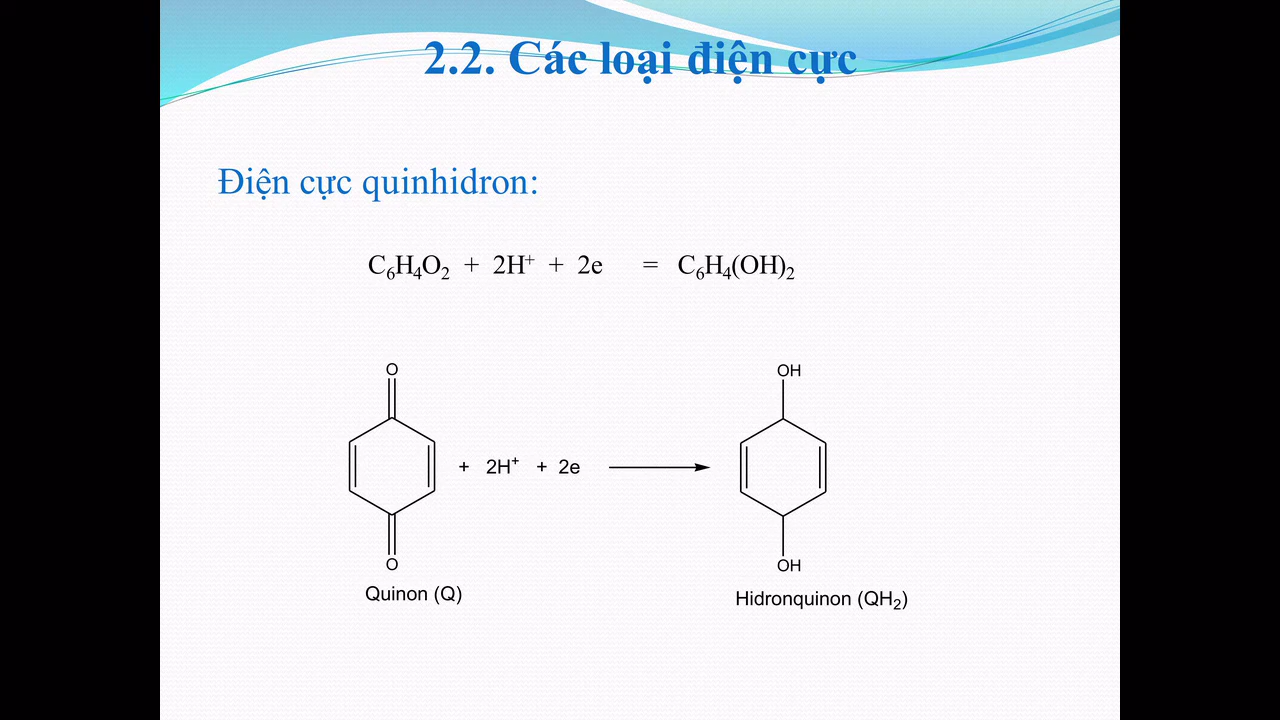 2.2. Các loại điện cực
Điện cực quinhidron:
C₆H₄O₂ + 2H⁺ + 2e = C₆H₄(OH)₂
O OH
+ 2H⁺ + 2e
O OH
Quinon (Q)
Hidronquinon (QH₂)